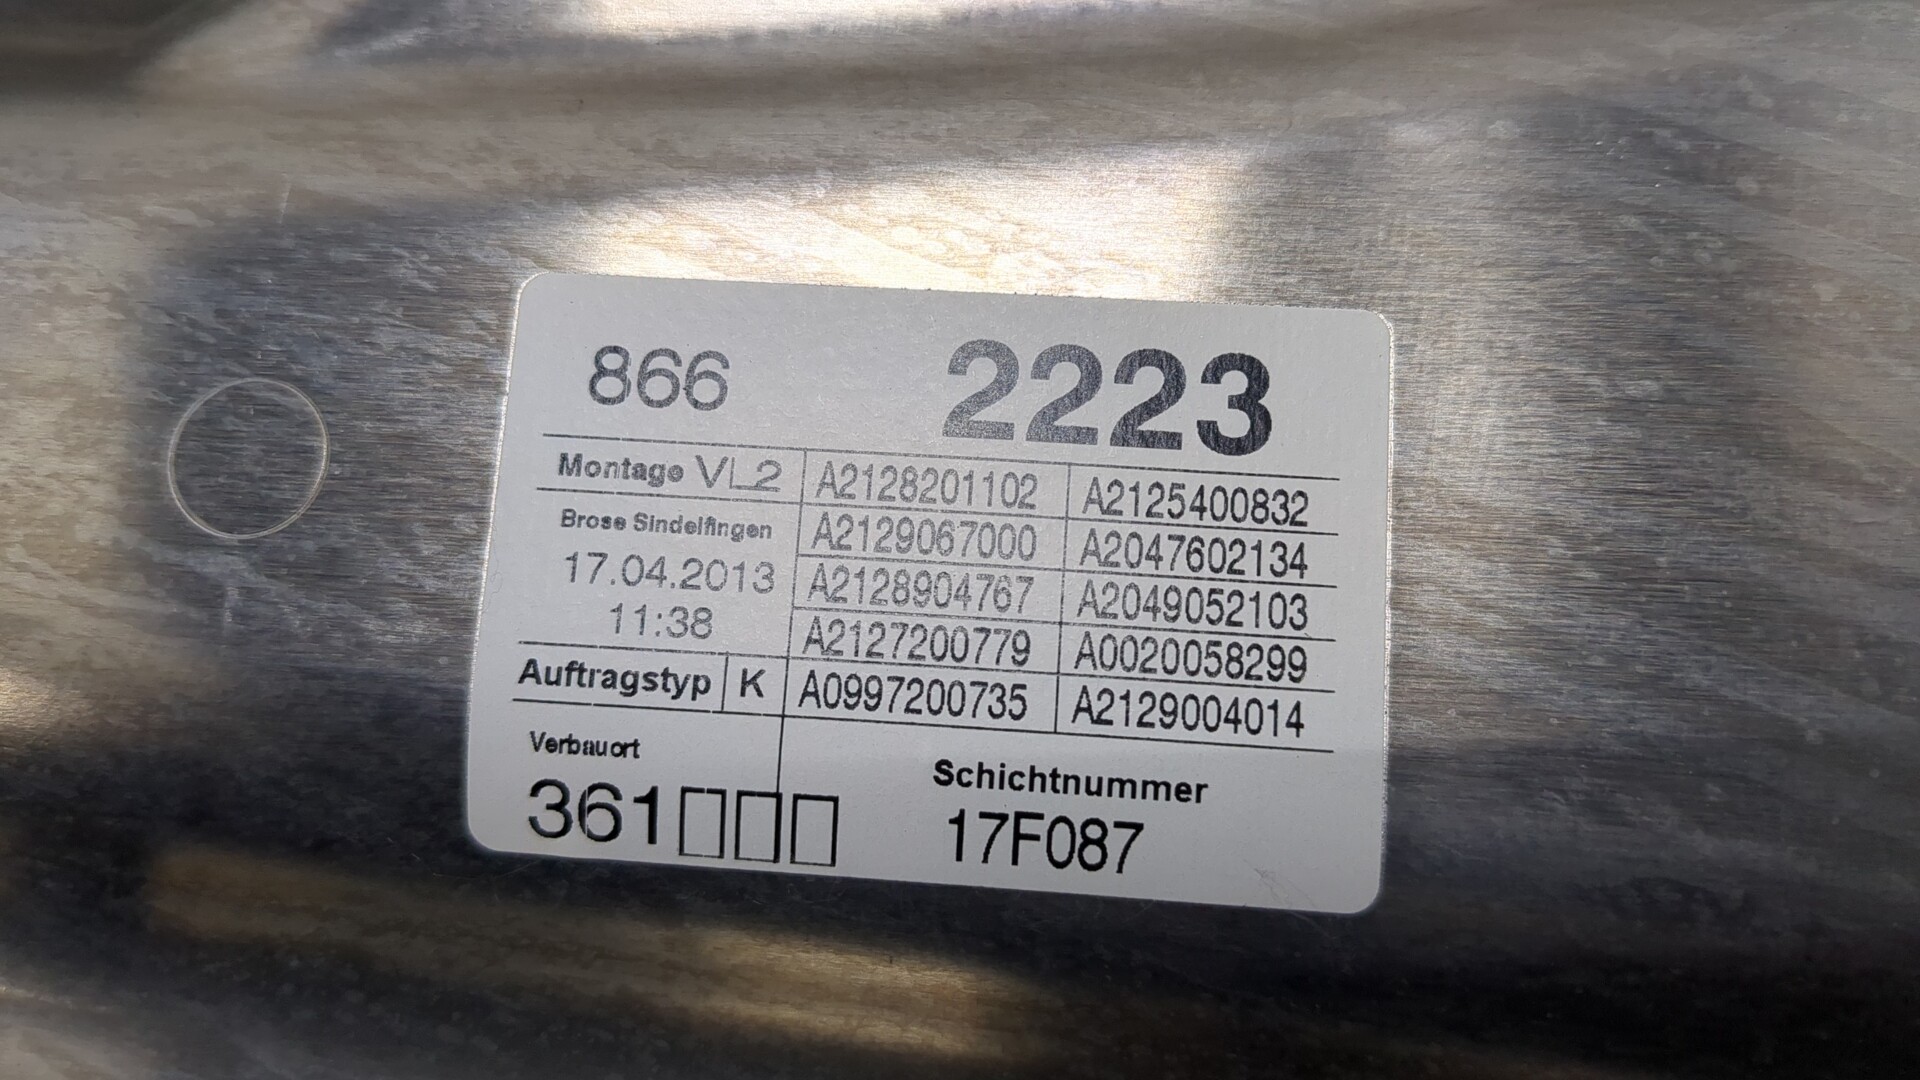 866 2223
Montage VL2 A2128201102 A2125400832
Brose Sindelfingen A2129067000 A2047602134
17.04.2013 A2128904767 A2049052103
11:38 A2127200779 A0020058299
Auftragstyp K A0997200735 A2129004014
Verbauort Schichtnummer
361□□□ 17F087